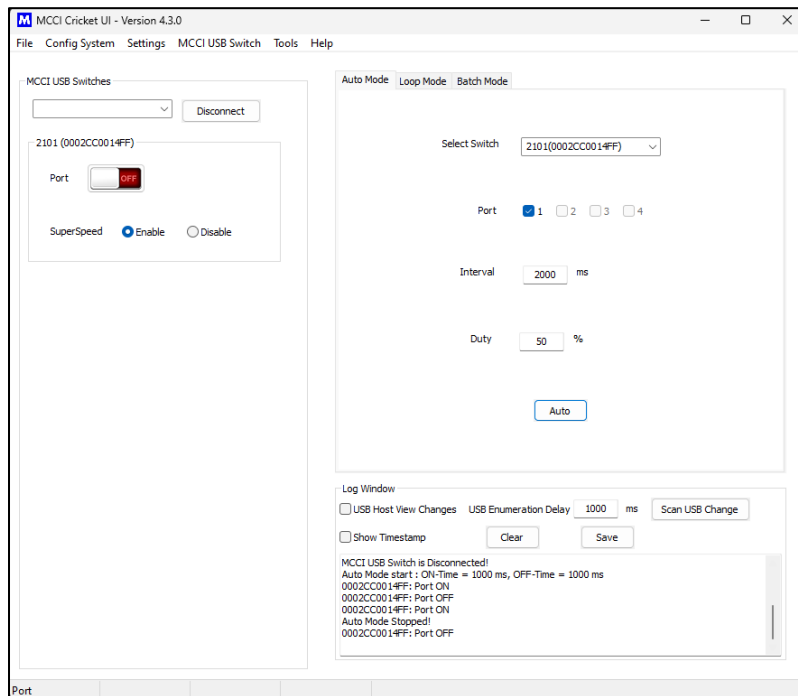 MCCI Cricket UI - Version 4.3.0
File Config System Settings MCCI USB Switch Tools Help
MCCI USB Switches
Disconnect
2101 (0002CC0014FF)
Port OFF
SuperSpeed Enable Disable
Auto Mode Loop Mode Batch Mode
Select Switch 2101(0002CC0014FF)
Port 1 2 3 4
Interval 2000 ms
Duty 50 %
Auto
Log Window
USB Host View Changes USB Enumeration Delay 1000 ms Scan USB Change
Show Timestamp Clear Save
MCCI USB Switch is Disconnected!
Auto Mode start : ON-Time = 1000 ms, OFF-Time = 1000 ms
0002CC0014FF: Port ON
0002CC0014FF: Port OFF
0002CC0014FF: Port ON
Auto Mode Stopped!
0002CC0014FF: Port OFF
Port